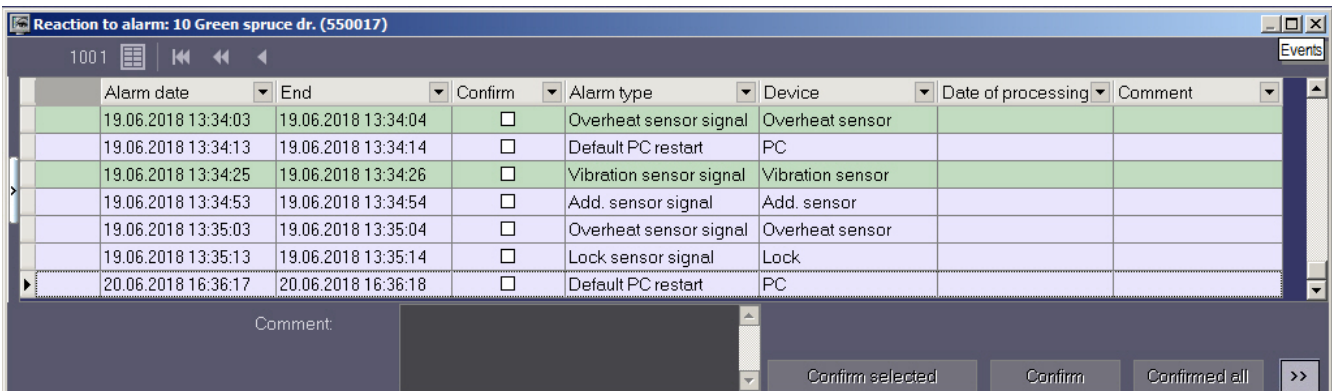 Reaction to alarm: 10 Green spruce dr. (550017)
1001
Events
Alarm date End Confirm Alarm type Device Date of processing Comment
19.06.2018 13:34:03 19.06.2018 13:34:04 Overheat sensor signal Overheat sensor
19.06.2018 13:34:13 19.06.2018 13:34:14 Default PC restart PC
19.06.2018 13:34:25 19.06.2018 13:34:26 Vibration sensor signal Vibration sensor
19.06.2018 13:34:53 19.06.2018 13:34:54 Add. sensor signal Add. sensor
19.06.2018 13:35:03 19.06.2018 13:35:04 Overheat sensor signal Overheat sensor
19.06.2018 13:35:13 19.06.2018 13:35:14 Lock sensor signal Lock
20.06.2018 16:36:17 20.06.2018 16:36:18 Default PC restart PC
Comment:
Confirm selected Confirm Confirmed all >>